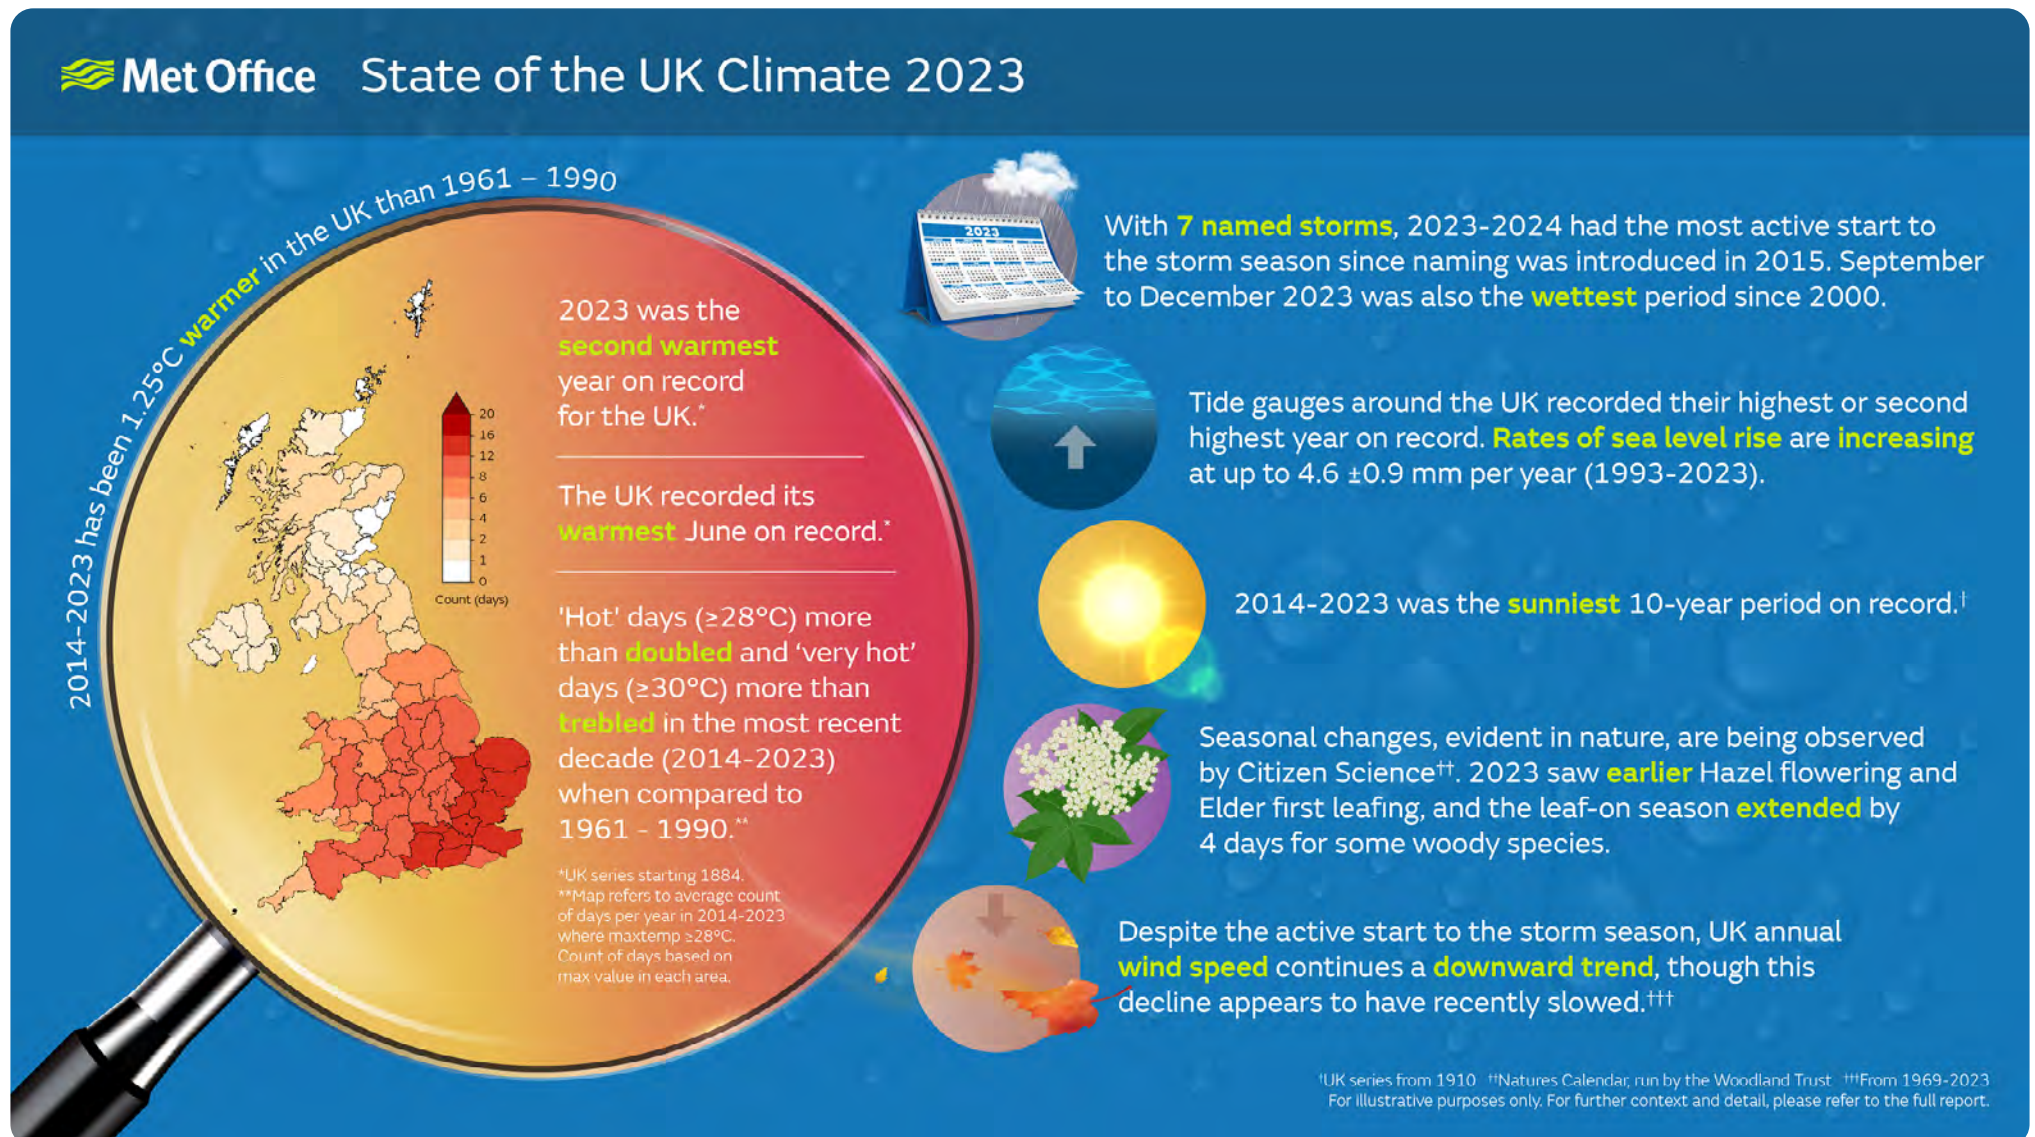 Met Office State of the UK Climate 2023
2014-2023 has been 1.25°C warmer in the UK than 1961 – 1990
2023 was the
second warmest
year on record
for the UK.*
The UK recorded its
warmest June on record.*
'Hot' days (≥28°C) more
than doubled and ‘very hot’
days (≥30°C) more than
trebled in the most recent
decade (2014-2023)
when compared to
1961 - 1990.**
*UK series starting 1884.
**Map refers to average count
of days per year in 2014-2023
where maxtemp ≥28°C.
Count of days based on
max value in each area.
20
16
12
8
6
4
2
1
0
Count (days)
2023
With 7 named storms, 2023-2024 had the most active start to
the storm season since naming was introduced in 2015. September
to December 2023 was also the wettest period since 2000.
Tide gauges around the UK recorded their highest or second
highest year on record. Rates of sea level rise are increasing
at up to 4.6 ±0.9 mm per year (1993-2023).
2014-2023 was the sunniest 10-year period on record.†
Seasonal changes, evident in nature, are being observed
by Citizen Science††. 2023 saw earlier Hazel flowering and
Elder first leafing, and the leaf-on season extended by
4 days for some woody species.
Despite the active start to the storm season, UK annual
wind speed continues a downward trend, though this
decline appears to have recently slowed.†††
†UK series from 1910 ††Natures Calendar, run by the Woodland Trust †††From 1969-2023
For illustrative purposes only. For further context and detail, please refer to the full report.